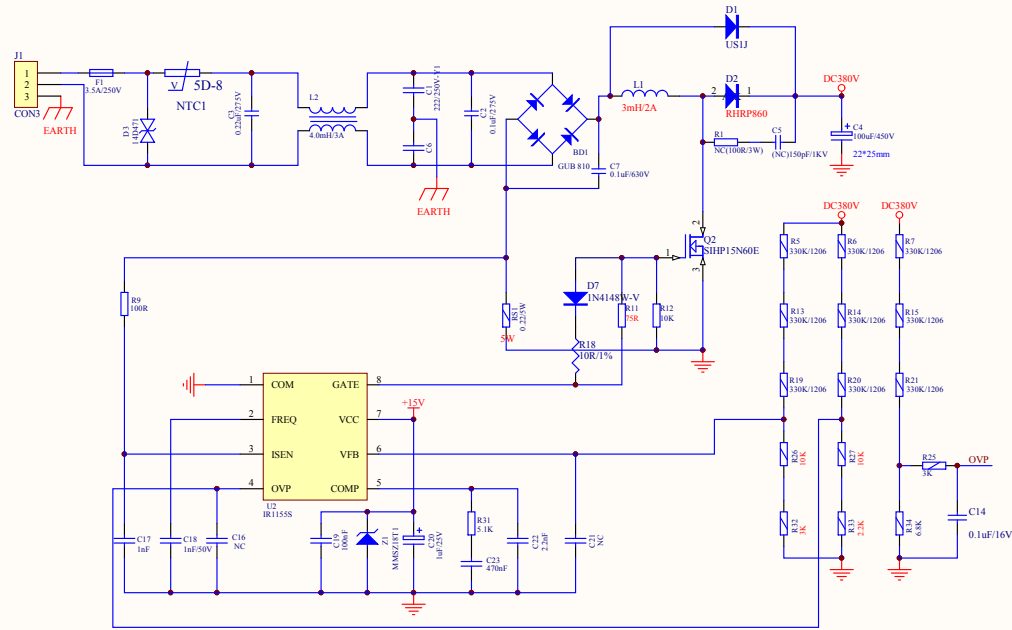 J1
1
2
3
CON3
EARTH
F1
3.5A/250V
D3
14D471
V
5D-8
NTC1
C3
0.22uF/275V
L2
4.0mH/3A
C1
222/250V-Y1
C6
EARTH
C2
0.1uF/275V
BD1
GUB 810
C7
0.1uF/630V
D1
US1J
L1
3mH/2A
D2
2
1
RHRP860
R1
NC(100R/3W)
C5
(NC)150pF/1KV
DC380V
C4
100uF/450V
22*25mm
2
Q2
SIHP15N60E
1
3
D7
1N4148W-V
R11
75R
R12
10K
R18
10R/1%
RS1
0.22/5W
5W
R9
100R
DC380V
DC380V
R5
330K/1206
R6
330K/1206
R7
330K/1206
R13
330K/1206
R14
330K/1206
R15
330K/1206
R19
330K/1206
R20
330K/1206
R21
330K/1206
R26
10K
R27
10K
R25
3K
OVP
R32
3K
R33
2.2K
R34
6.8K
C14
0.1uF/16V
1
COM
GATE
8
2
FREQ
VCC
7
3
ISEN
VFB
6
4
OVP
COMP
5
U2
IR1155S
+15V
C17
1nF
C18
1nF/50V
C16
NC
C19
100nF
Z1
MMSZ18T1
C20
1uF/25V
R31
5.1K
C23
470nF
C22
2.2nF
C21
NC